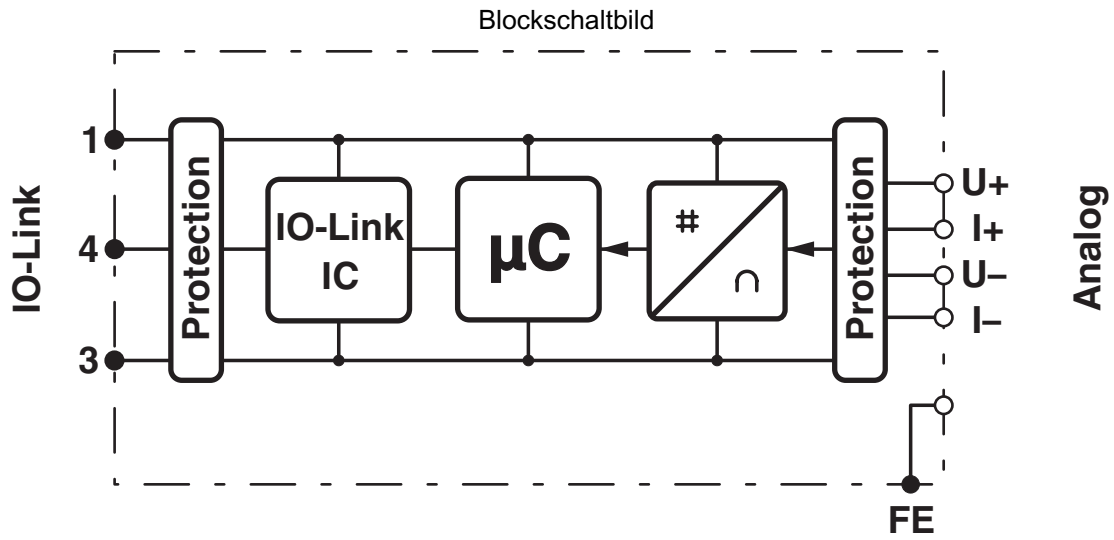 Blockschaltbild
IO-Link
1
4
3
Protection
IO-Link
IC
µC
#
∩
Protection
U+
I+
U–
I–
Analog
FE